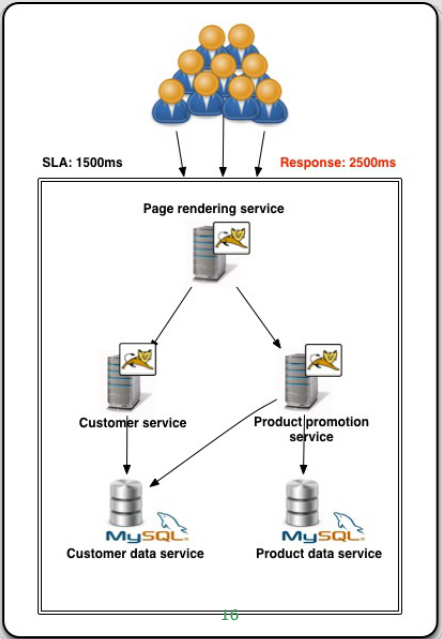 SLA: 1500ms
Response: 2500ms
Page rendering service
Customer service
Product promotion
service
MySQL
MySQL
Customer data service
Product data service
16